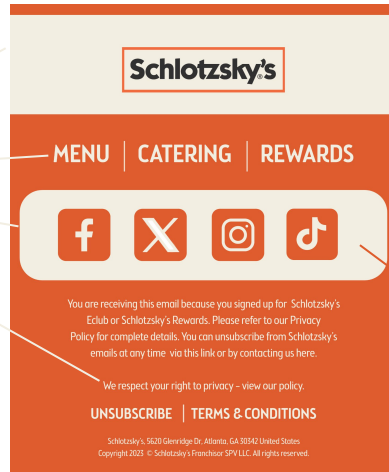 Schlotzsky's®
MENU | CATERING | REWARDS
You are receiving this email because you signed up for Schlotzsky's
Eclub or Schlotzsky's Rewards. Please refer to our Privacy
Policy for complete details. You can unsubscribe from Schlotzsky's
emails at any time via this link or by contacting us here.
We respect your right to privacy – view our policy.
UNSUBSCRIBE | TERMS & CONDITIONS
Schlotzsky's, 5620 Glenridge Dr, Atlanta, GA 30342 United States
Copyright 2023 © Schlotzsky's Franchisor SPV LLC. All rights reserved.